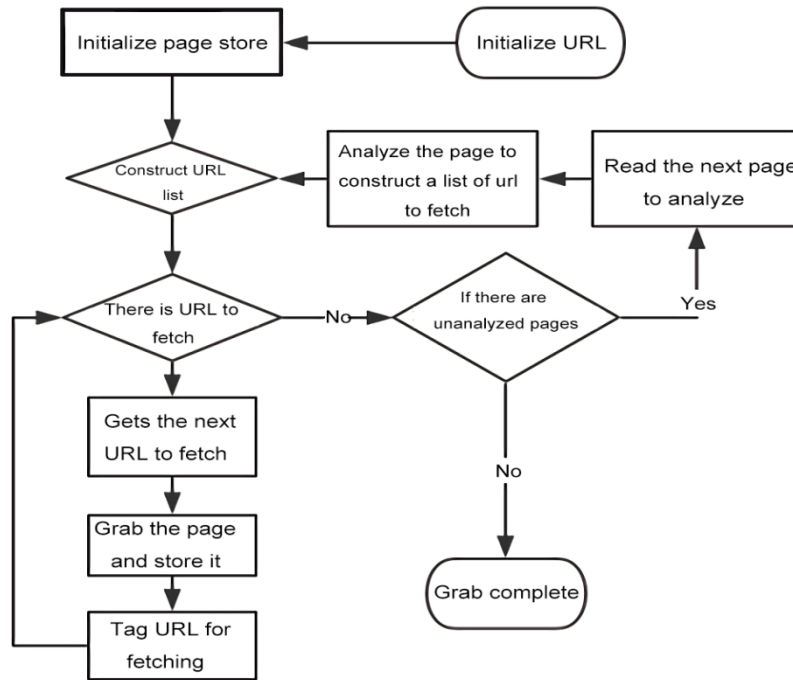 Initialize page store
Initialize URL
Construct URL
list
Analyze the page to
construct a list of url
to fetch
Read the next page
to analyze
There is URL to
fetch
No
If there are
unanalyzed pages
Yes
Gets the next
URL to fetch
No
Grab the page
and store it
Grab complete
Tag URL for
fetching